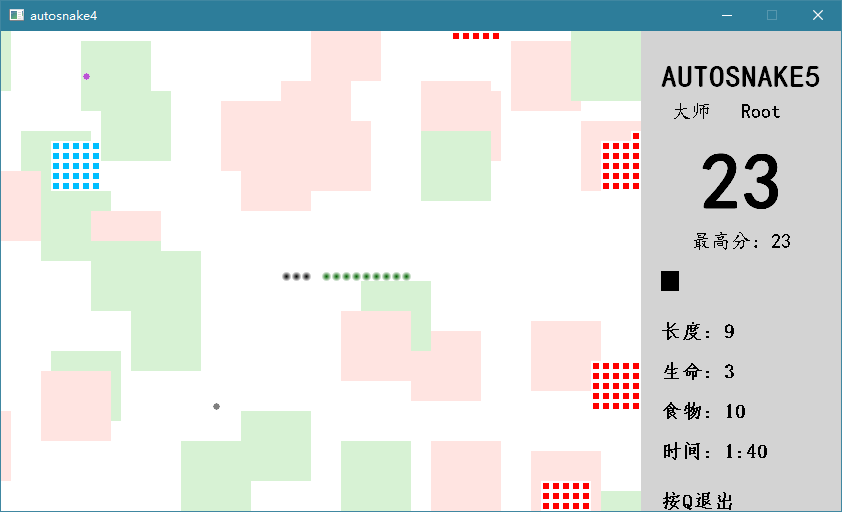 autosnake4
AUTOSNAKE5
大师 Root
23
最高分: 23
长度: 9
生命: 3
食物: 10
时间: 1:40
按Q退出